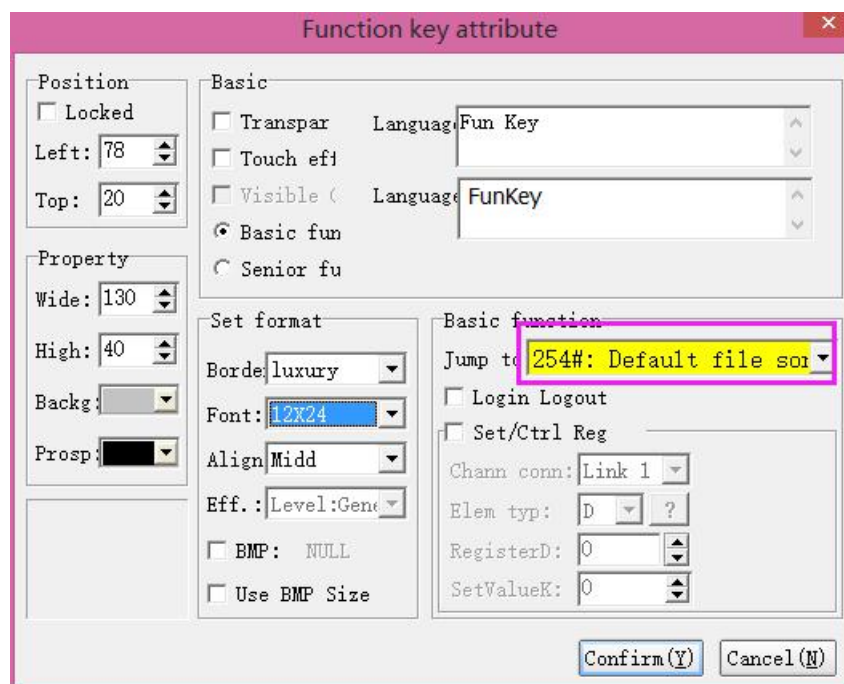 Function key attribute
Position
Locked
Left: 78
Top: 20
Property
Wide: 130
High: 40
Backg:
Prosp:
Basic
Transpar
Touch eff
Visible (
Basic fun
Senior fu
Language Fun Key
Language FunKey
Set format
Borde luxury
Font: 12X24
Align Midd
Eff.: Level:Gene
BMP: NULL
Use BMP Size
Basic function
Jump to 254#: Default file
Login Logout
Set/Ctrl Reg
Chann conn: Link 1
Elem typ: D ?
RegisterD: 0
SetValueK: 0
Confirm(Y) Cancel(N)